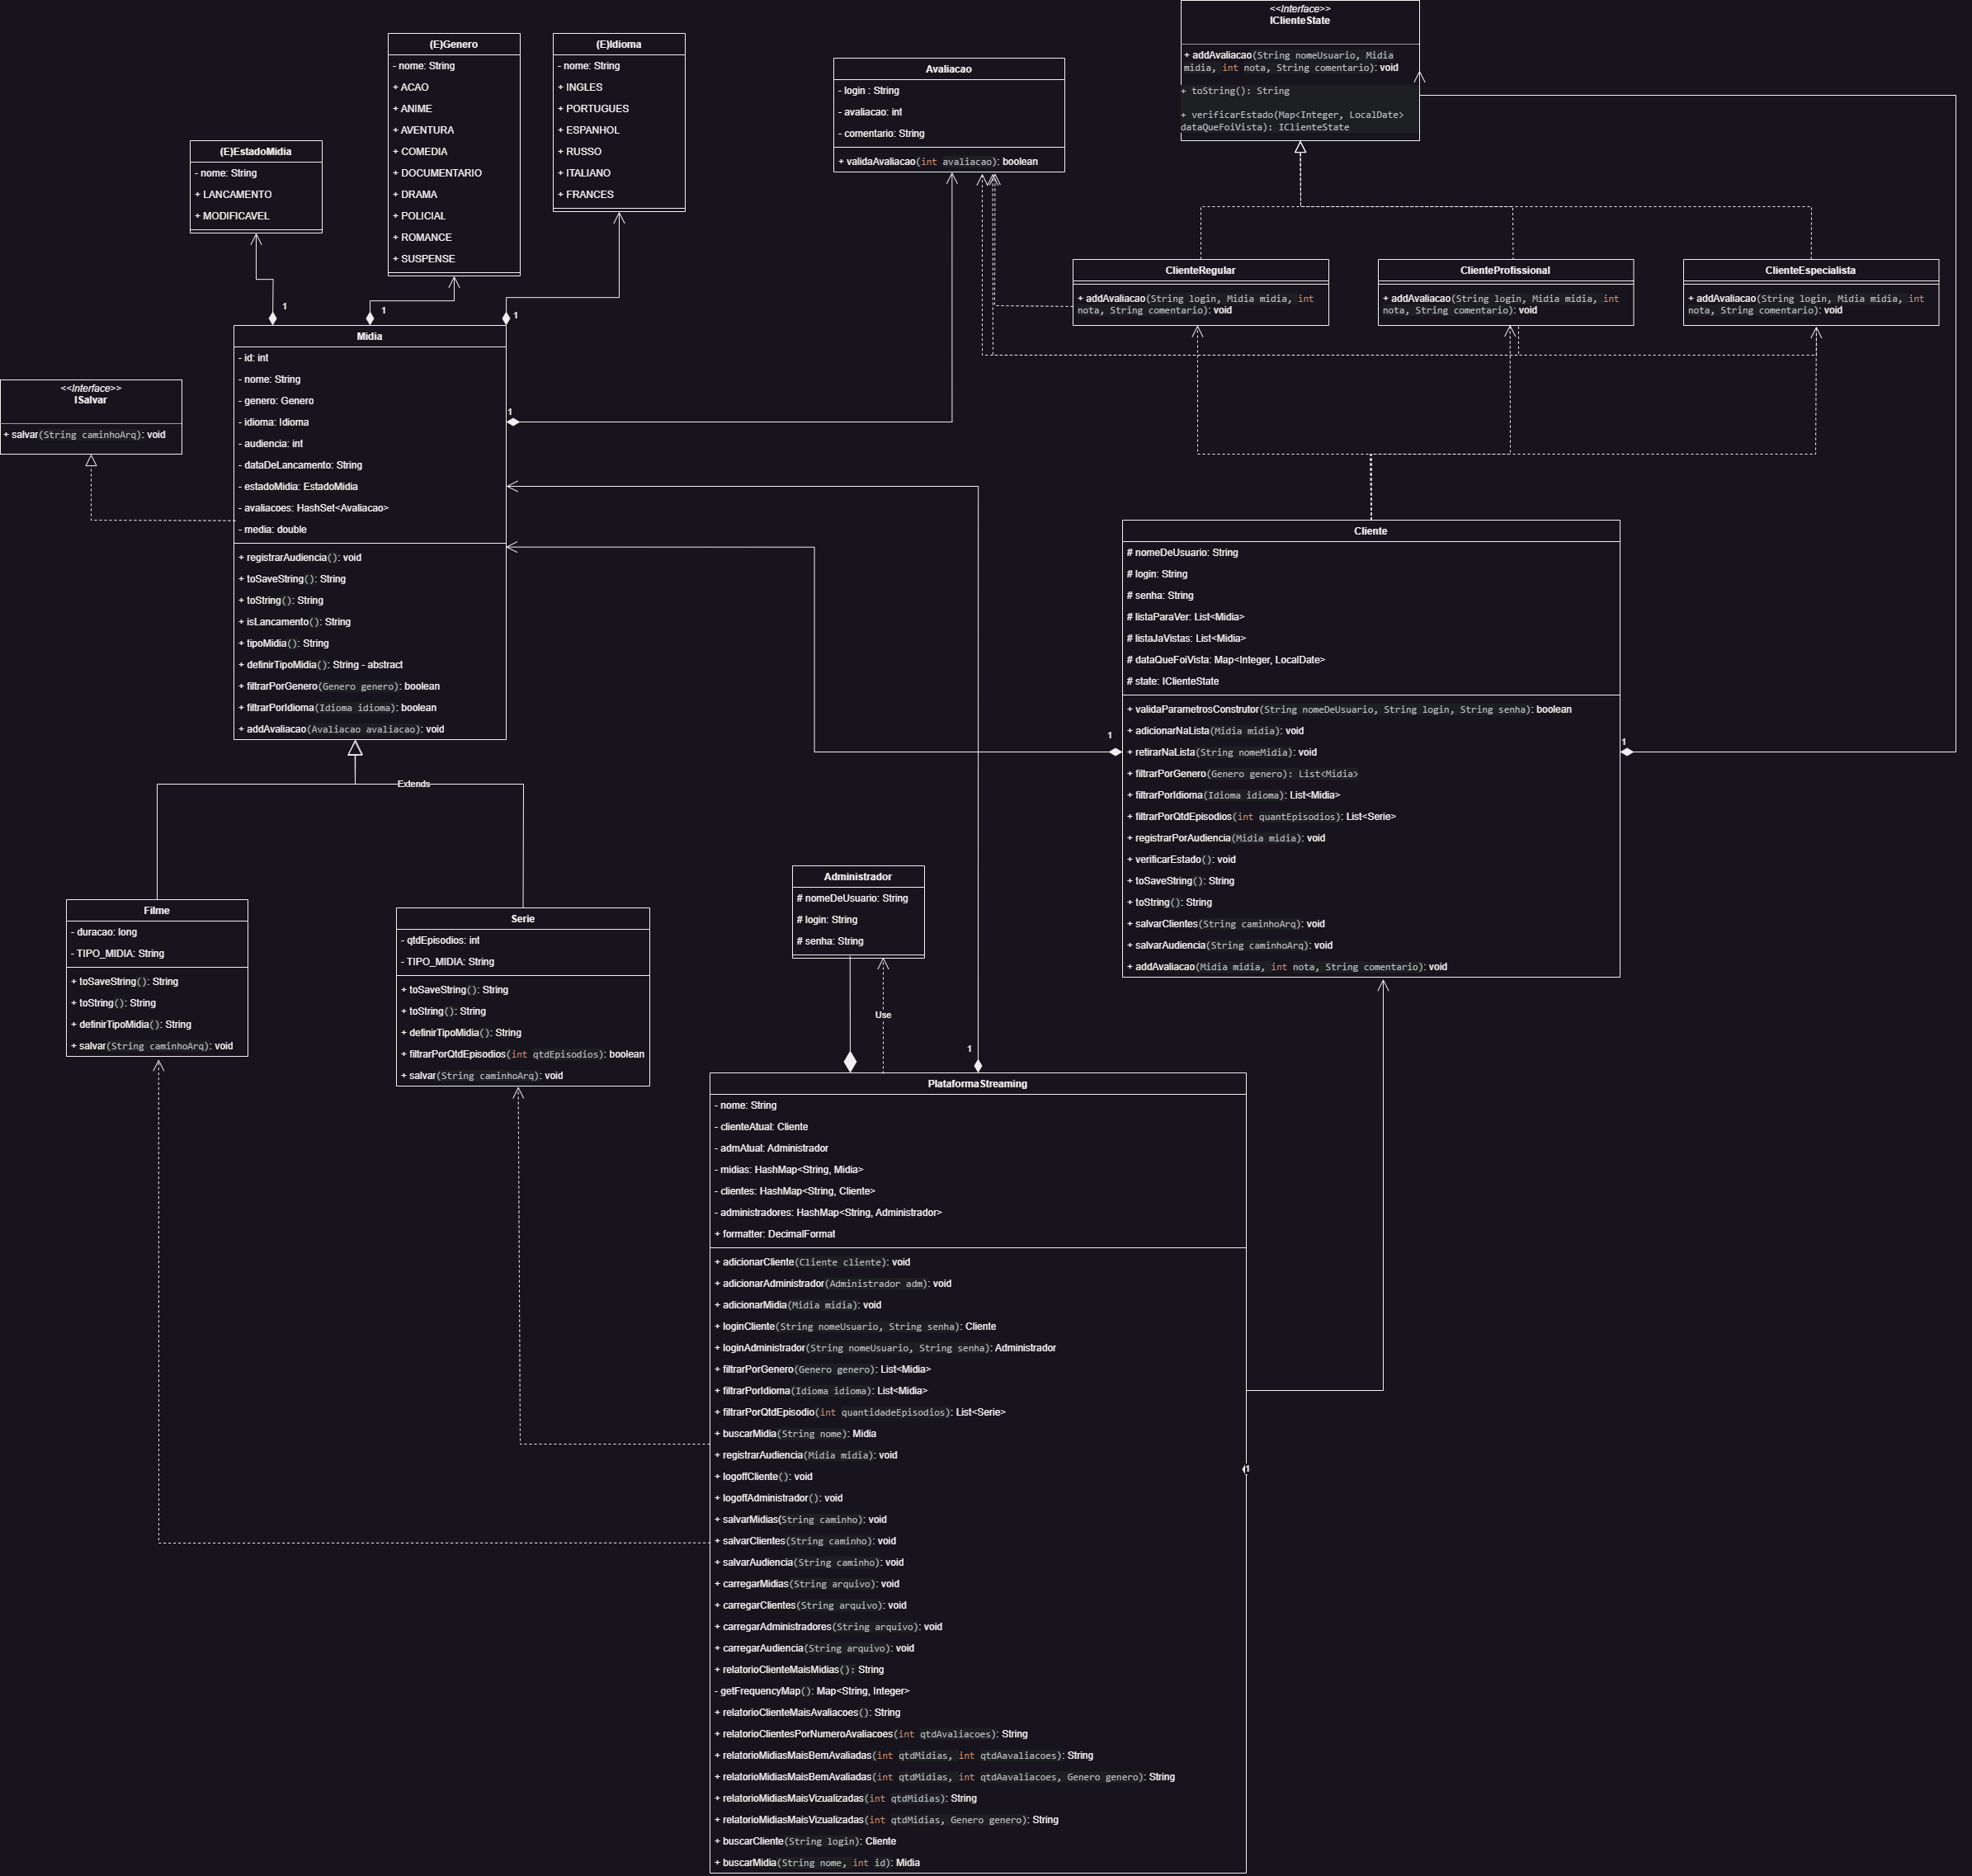 <<Interface>>
IClienteState
+ addAvaliacao(String nomeUsuario, Midia
midia, int nota, String comentario): void
+ toString(): String
+ verificarEstado(Map<Integer, LocalDate>
dataQueFoiVista): IClienteState
(E)Genero
- nome: String
+ ACAO
+ ANIME
+ AVENTURA
+ COMEDIA
+ DOCUMENTARIO
+ DRAMA
+ POLICIAL
+ ROMANCE
+ SUSPENSE
(E)Idioma
- nome: String
+ INGLES
+ PORTUGUES
+ ESPANHOL
+ RUSSO
+ ITALIANO
+ FRANCES
Avaliacao
- login : String
- avaliacao: int
- comentario: String
+ validaAvaliacao(int avaliacao): boolean
(E)EstadoMidia
- nome: String
+ LANCAMENTO
+ MODIFICAVEL
ClienteRegular
+ addAvaliacao(String login, Midia midia, int
nota, String comentario): void
ClienteProfissional
+ addAvaliacao(String login, Midia midia, int
nota, String comentario): void
ClienteEspecialista
+ addAvaliacao(String login, Midia midia, int
nota, String comentario): void
1
1
1
Midia
- id: int
- nome: String
- genero: Genero
- idioma: Idioma
- audiencia: int
- dataDeLancamento: String
- estadoMidia: EstadoMidia
- avaliacoes: HashSet<Avaliacao>
- media: double
+ registrarAudiencia(): void
+ toSaveString(): String
+ toString(): String
+ isLancamento(): String
+ tipoMidia(): String
+ definirTipoMidia(): String - abstract
+ filtrarPorGenero(Genero genero): boolean
+ filtrarPorIdioma(Idioma idioma): boolean
+ addAvaliacao(Avaliacao avaliacao): void
1
<<Interface>>
ISalvar
+ salvar(String caminhoArq): void
Cliente
# nomeDeUsuario: String
# login: String
# senha: String
# listaParaVer: List<Midia>
# listaJaVistas: List<Midia>
# dataQueFoiVista: Map<Integer, LocalDate>
# state: IClienteState
+ validaParametrosConstrutor(String nomeDeUsuario, String login, String senha): boolean
+ adicionarNaLista(Midia midia): void
+ retirarNaLista(String nomeMidia): void
+ filtrarPorGenero(Genero genero): List<Midia>
+ filtrarPorIdioma(Idioma idioma): List<Midia>
+ filtrarPorQtdEpisodios(int quantEpisodios): List<Serie>
+ registrarPorAudiencia(Midia midia): void
+ verificarEstado(): void
+ toSaveString(): String
+ toString(): String
+ salvarClientes(String caminhoArq): void
+ salvarAudiencia(String caminhoArq): void
+ addAvaliacao(Midia midia, int nota, String comentario): void
1
1
Extends
Filme
- duracao: long
- TIPO_MIDIA: String
+ toSaveString(): String
+ toString(): String
+ definirTipoMidia(): String
+ salvar(String caminhoArq): void
Serie
- qtdEpisodios: int
- TIPO_MIDIA: String
+ toSaveString(): String
+ toString(): String
+ definirTipoMidia(): String
+ filtrarPorQtdEpisodios(int qtdEpisodios): boolean
+ salvar(String caminhoArq): void
Administrador
# nomeDeUsuario: String
# login: String
# senha: String
Use
1
PlataformaStreaming
- nome: String
- clienteAtual: Cliente
- admAtual: Administrador
- midias: HashMap<String, Midia>
- clientes: HashMap<String, Cliente>
- administradores: HashMap<String, Administrador>
+ formatter: DecimalFormat
+ adicionarCliente(Cliente cliente): void
+ adicionarAdministrador(Administrador adm): void
+ adicionarMidia(Midia midia): void
+ loginCliente(String nomeUsuario, String senha): Cliente
+ loginAdministrador(String nomeUsuario, String senha): Administrador
+ filtrarPorGenero(Genero genero): List<Midia>
+ filtrarPorIdioma(Idioma idioma): List<Midia>
+ filtrarPorQtdEpisodio(int quantidadeEpisodios): List<Serie>
+ buscarMidia(String nome): Midia
+ registrarAudiencia(Midia midia): void
+ logoffCliente(): void
+ logoffAdministrador(): void
+ salvarMidias(String caminho): void
+ salvarClientes(String caminho): void
+ salvarAudiencia(String caminho): void
+ carregarMidias(String arquivo): void
+ carregarClientes(String arquivo): void
+ carregarAdministradores(String arquivo): void
+ carregarAudiencia(String arquivo): void
+ relatorioClienteMaisMidias(): String
- getFrequencyMap(): Map<String, Integer>
+ relatorioClienteMaisAvaliacoes(): String
+ relatorioClientesPorNumeroAvaliacoes(int qtdAvaliacoes): String
+ relatorioMidiasMaisBemAvaliadas(int qtdMidias, int qtdAavaliacoes): String
+ relatorioMidiasMaisBemAvaliadas(int qtdMidias, int qtdAavaliacoes, Genero genero): String
+ relatorioMidiasMaisVizualizadas(int qtdMidias): String
+ relatorioMidiasMaisVizualizadas(int qtdMidias, Genero genero): String
+ buscarCliente(String login): Cliente
+ buscarMidia(String nome, int id): Midia
1